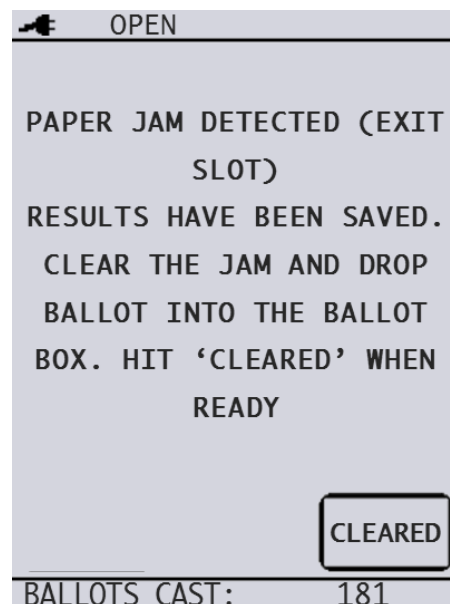 OPEN
PAPER JAM DETECTED (EXIT
SLOT)
RESULTS HAVE BEEN SAVED.
CLEAR THE JAM AND DROP
BALLOT INTO THE BALLOT
BOX. HIT ‘CLEARED’ WHEN
READY
CLEARED
BALLOTS CAST: 181